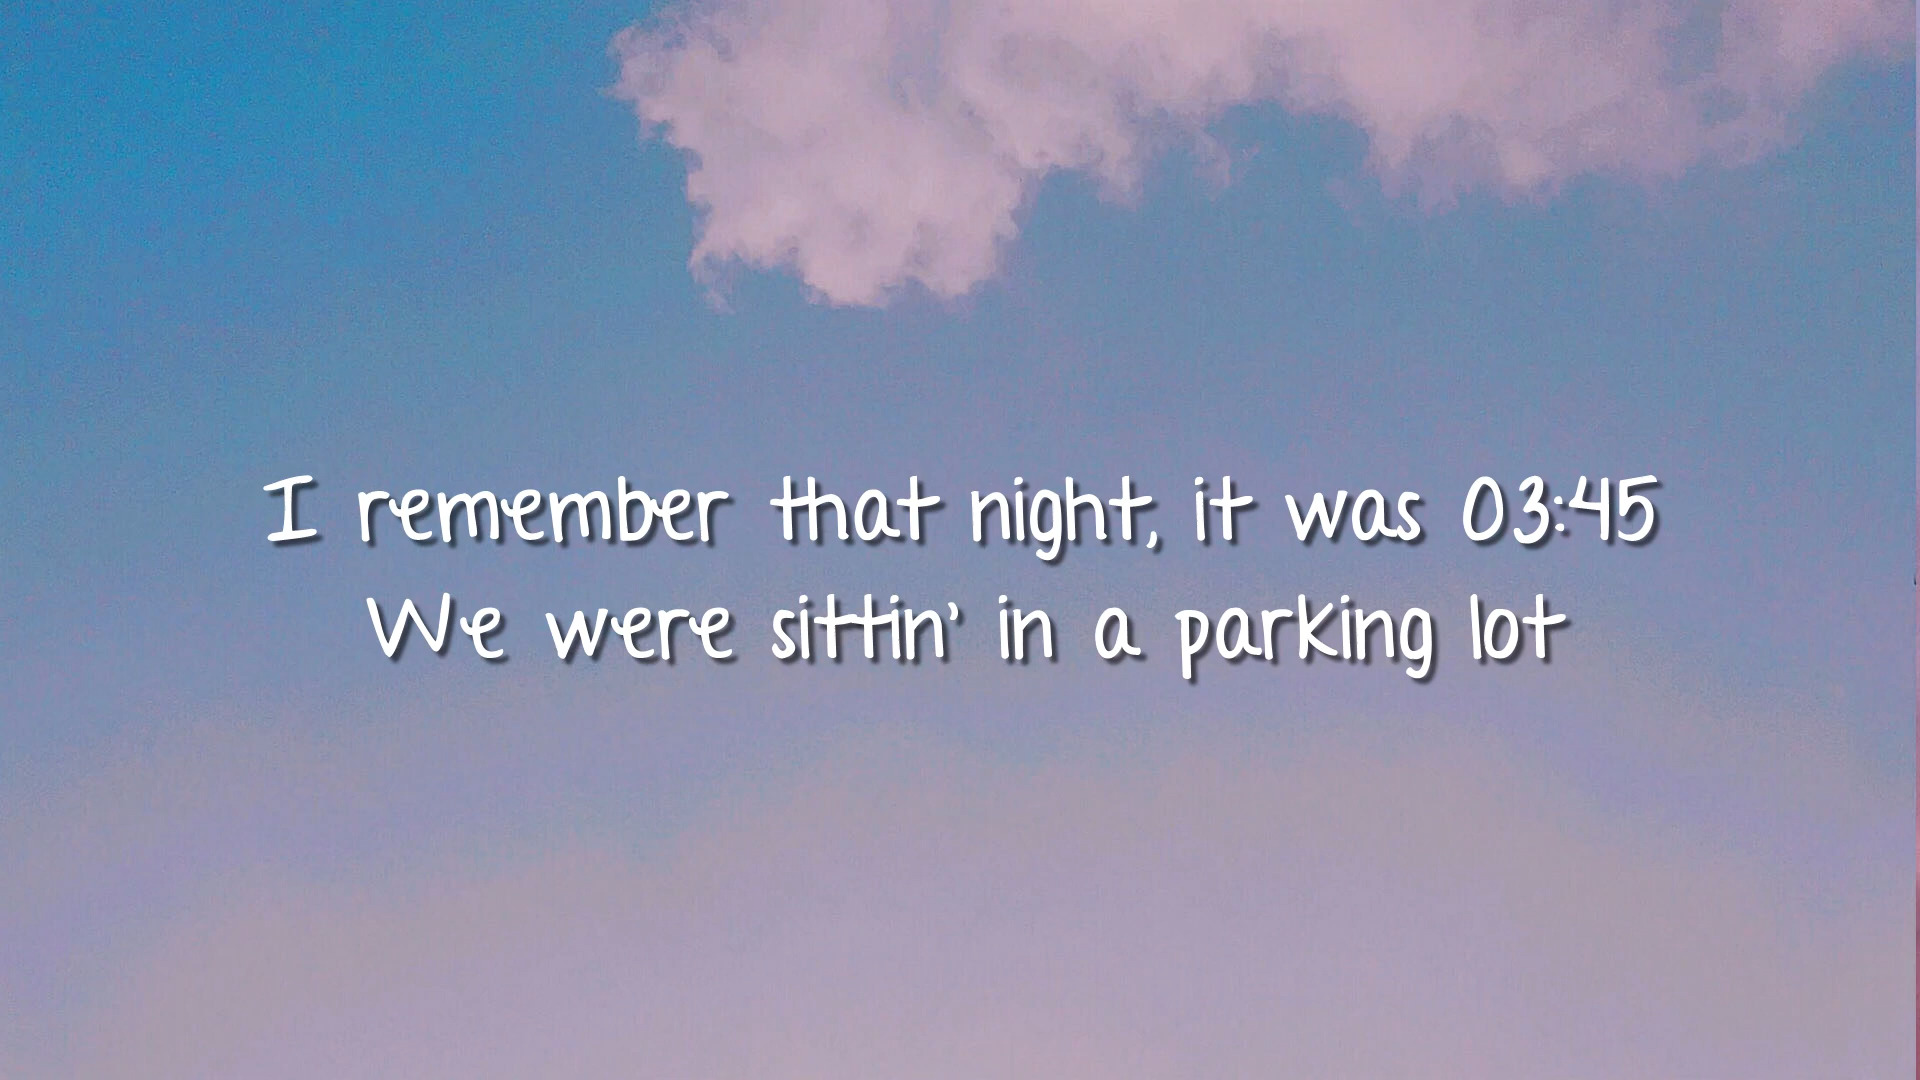 I remember that night, it was 03:45
We were sittin' in a parking lot